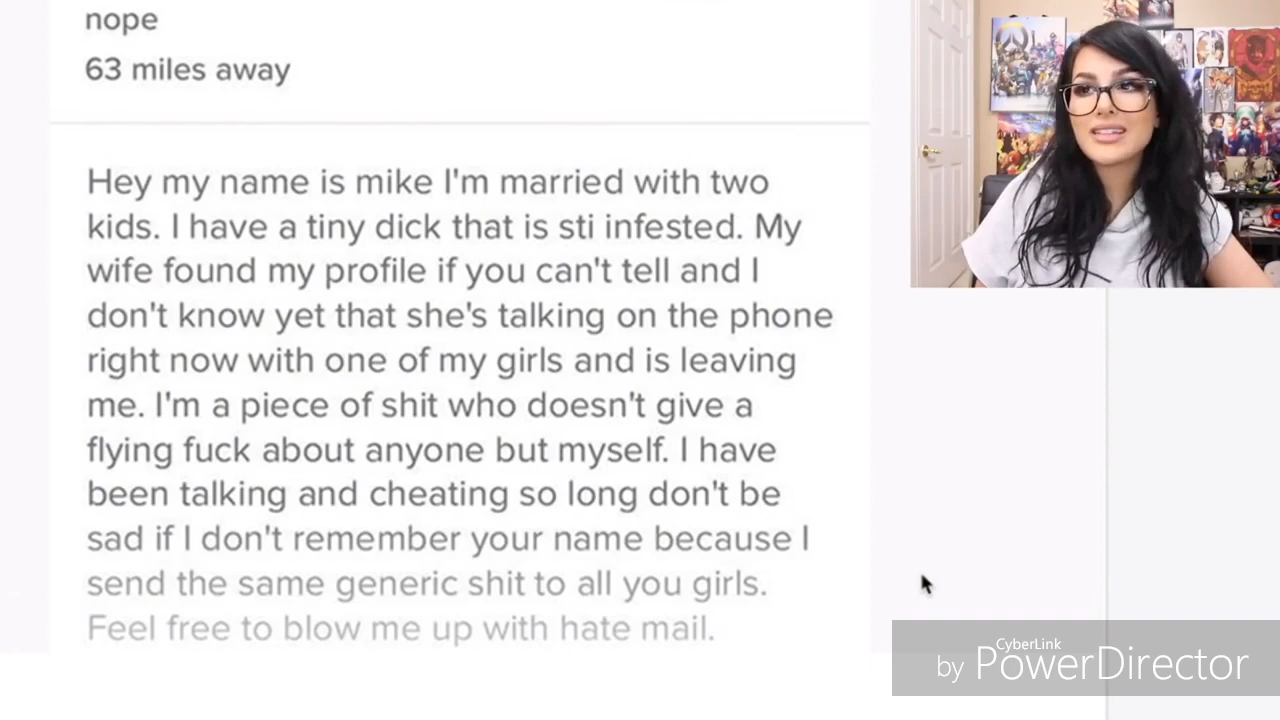 nope
63 miles away
Hey my name is mike I'm married with two
kids. I have a tiny dick that is sti infested. My
wife found my profile if you can't tell and I
don't know yet that she's talking on the phone
right now with one of my girls and is leaving
me. I'm a piece of shit who doesn't give a
flying fuck about anyone but myself. I have
been talking and cheating so long don't be
sad if I don't remember your name because I
send the same generic shit to all you girls.
Feel free to blow me up with hate mail.
CyberLink
by PowerDirector